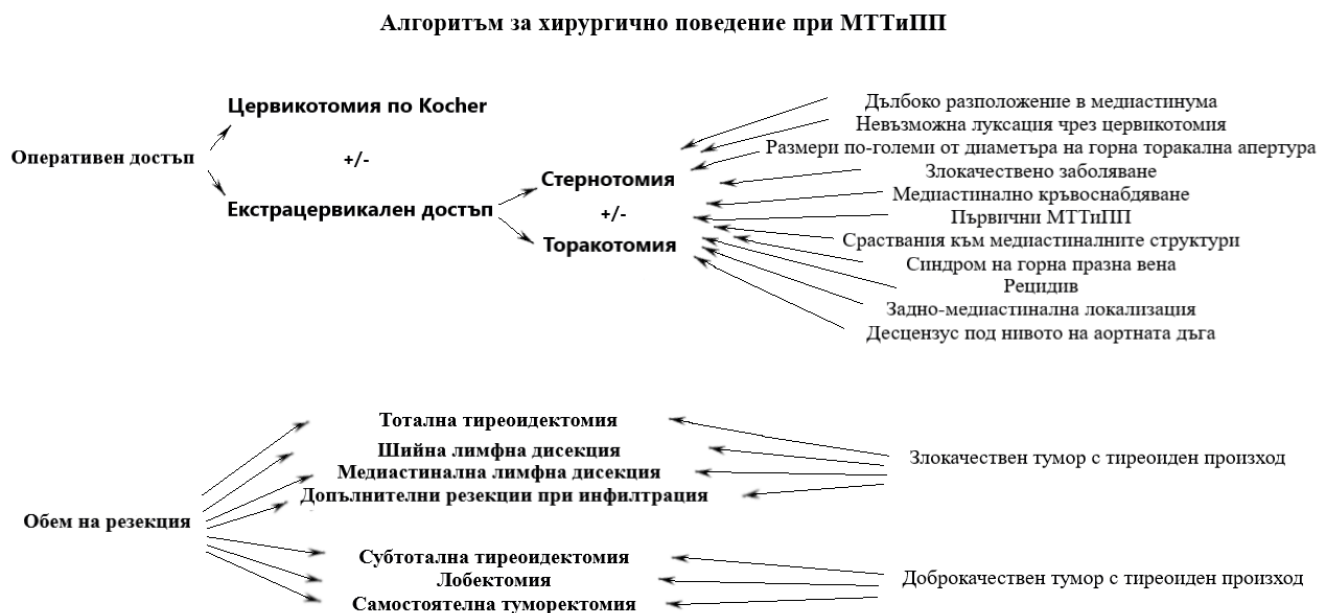 Алгоритъм за хирургично поведение при МТТиПП
Цервикотомия по Kocher
Оперативен достъп
+/-
Екстрацервикален достъп
Стернотомия
+/-
Торакотомия
Дълбоко разположение в медиастинума
Невъзможна луксация чрез цервикотомия
Размери по-големи от диаметъра на горна торакална апертура
Злокачествено заболяване
Медиастинално кръвоснабдяване
Първични МТТиПП
Сраствания към медиастиналните структури
Синдром на горна празна вена
Рецидив
Задно-медиастинална локализация
Десцензус под нивото на аортната дъга
Обем на резекция
Тотална тиреоидектомия
Шийна лимфна дисекция
Медиастинална лимфна дисекция
Допълнителни резекции при инфилтрация
Злокачествен тумор с тиреоиден произход
Субтотална тиреоидектомия
Лобектомия
Самостоятелна туморектомия
Доброкачествен тумор с тиреоиден произход